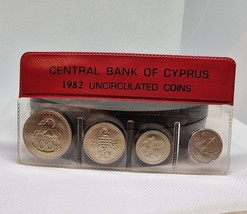 CENTRAL BANK OF CYPRUS
1982 UNCIRCULATED COINS